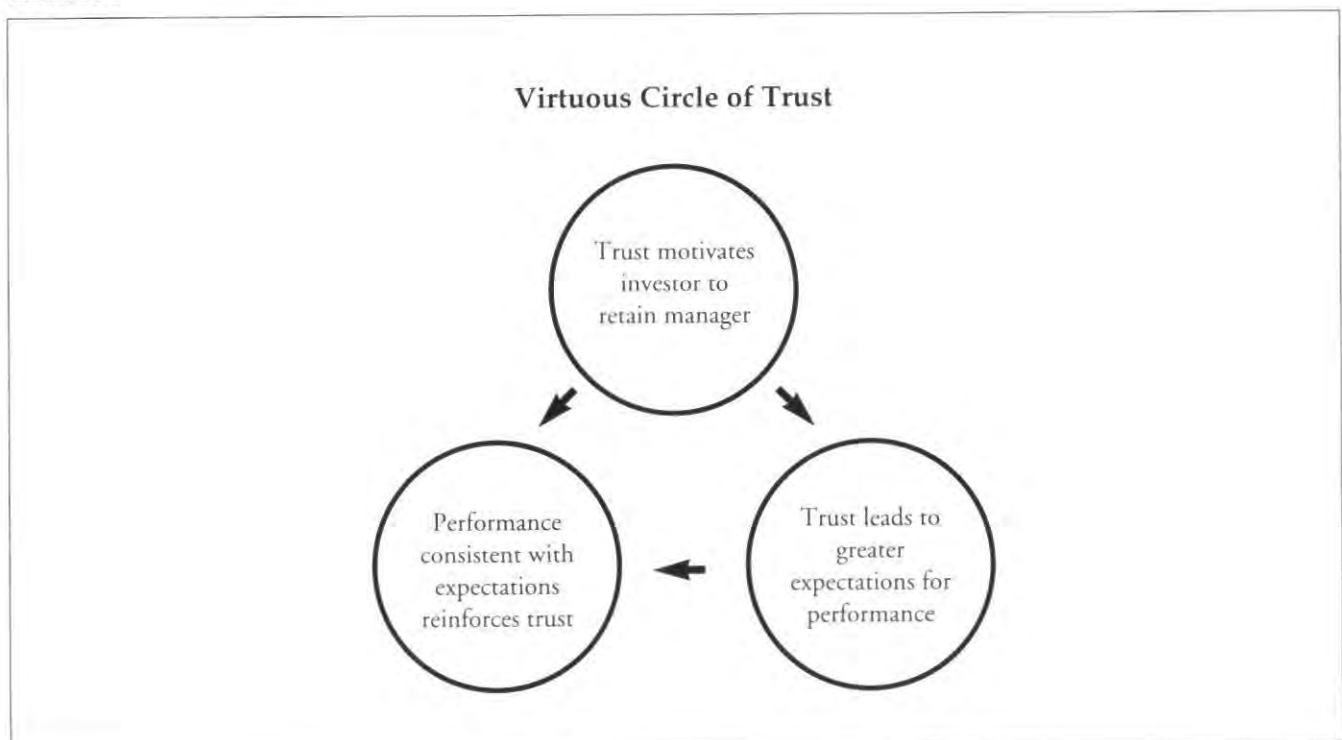 Virtuous Circle of Trust
Trust motivates
investor to
retain manager
Performance
consistent with
expectations
reinforces trust
Trust leads to
greater
expectations for
performance